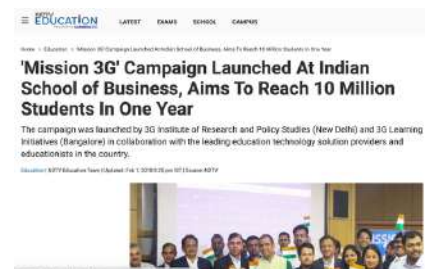 EDUCATION
LATEST EXAMS SCHOOL CAMPUS
'Mission 3G' Campaign Launched At Indian
School of Business, Aims To Reach 10 Million
Students In One Year
The campaign was launched by 3G Institute of Research and Policy Studies (New Delhi) and 3G Learning
Initiatives (Bangalore) in collaboration with the leading education technology solution providers and
educationists in the country.